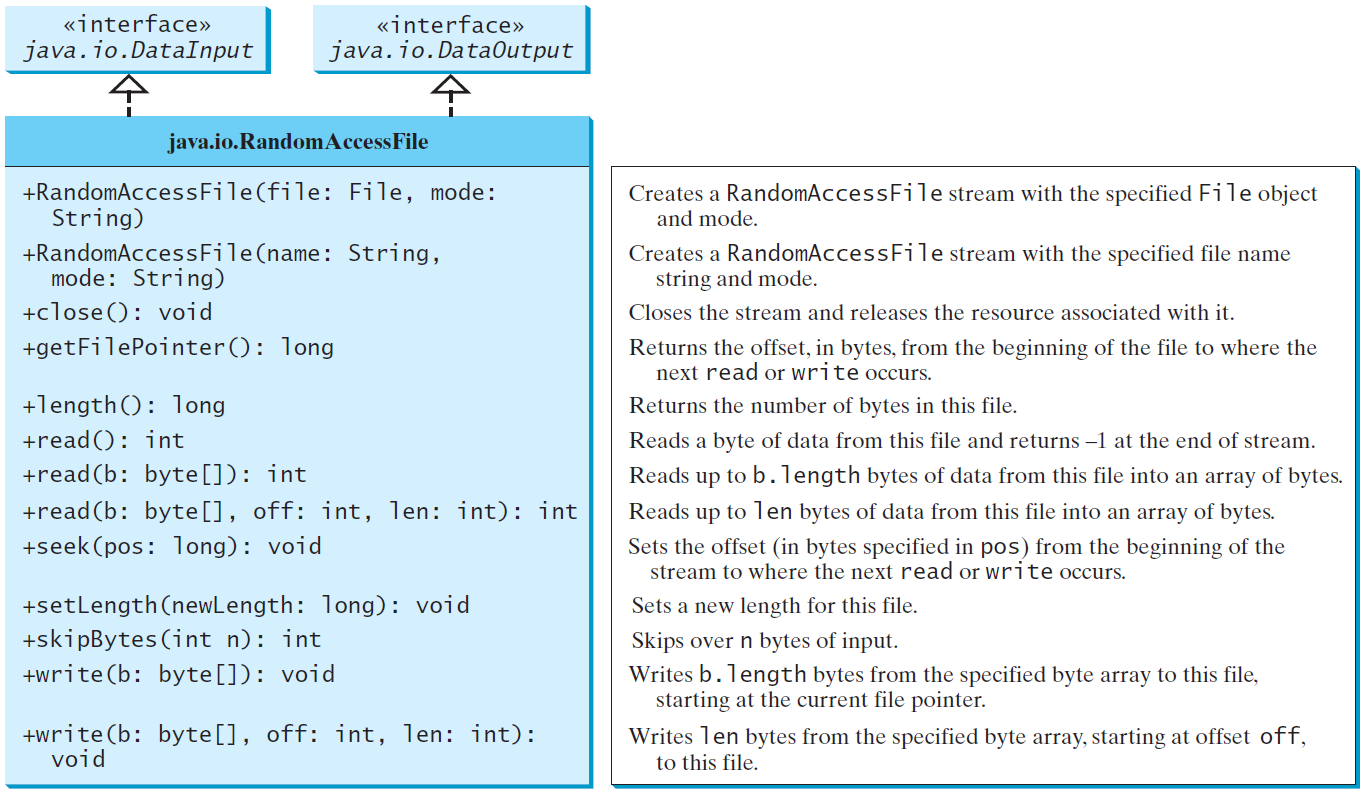 «interface»
java.io.DataInput
«interface»
java.io.DataOutput
java.io.RandomAccessFile
+RandomAccessFile(file: File, mode:
String)
Creates a RandomAccessFile stream with the specified File object
and mode.
+RandomAccessFile(name: String,
mode: String)
Creates a RandomAccessFile stream with the specified file name
string and mode.
+close(): void
Closes the stream and releases the resource associated with it.
+getFilePointer(): long
Returns the offset, in bytes, from the beginning of the file to where the
next read or write occurs.
+length(): long
Returns the number of bytes in this file.
+read(): int
Reads a byte of data from this file and returns –1 at the end of stream.
+read(b: byte[]): int
Reads up to b.length bytes of data from this file into an array of bytes.
+read(b: byte[], off: int, len: int): int
Reads up to len bytes of data from this file into an array of bytes.
+seek(pos: long): void
Sets the offset (in bytes specified in pos) from the beginning of the
stream to where the next read or write occurs.
+setLength(newLength: long): void
Sets a new length for this file.
+skipBytes(int n): int
Skips over n bytes of input.
+write(b: byte[]): void
Writes b.length bytes from the specified byte array to this file,
starting at the current file pointer.
+write(b: byte[], off: int, len: int):
void
Writes len bytes from the specified byte array, starting at offset off,
to this file.